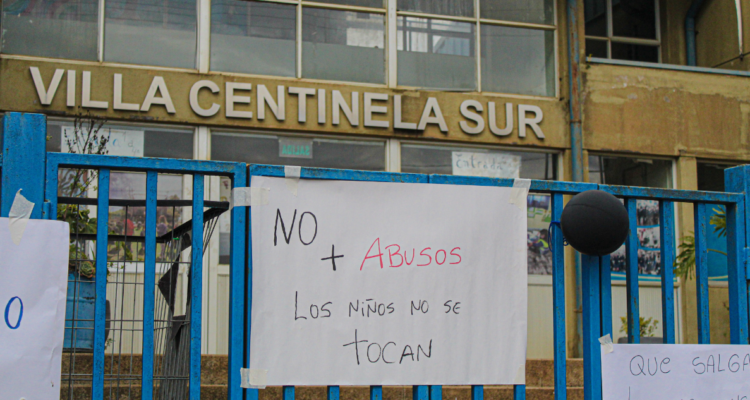 VILLA CENTINELA SUR
NO
+ ABUSOS
LOS NIÑOS NO SE
TOCAN
O
QUE SALGA